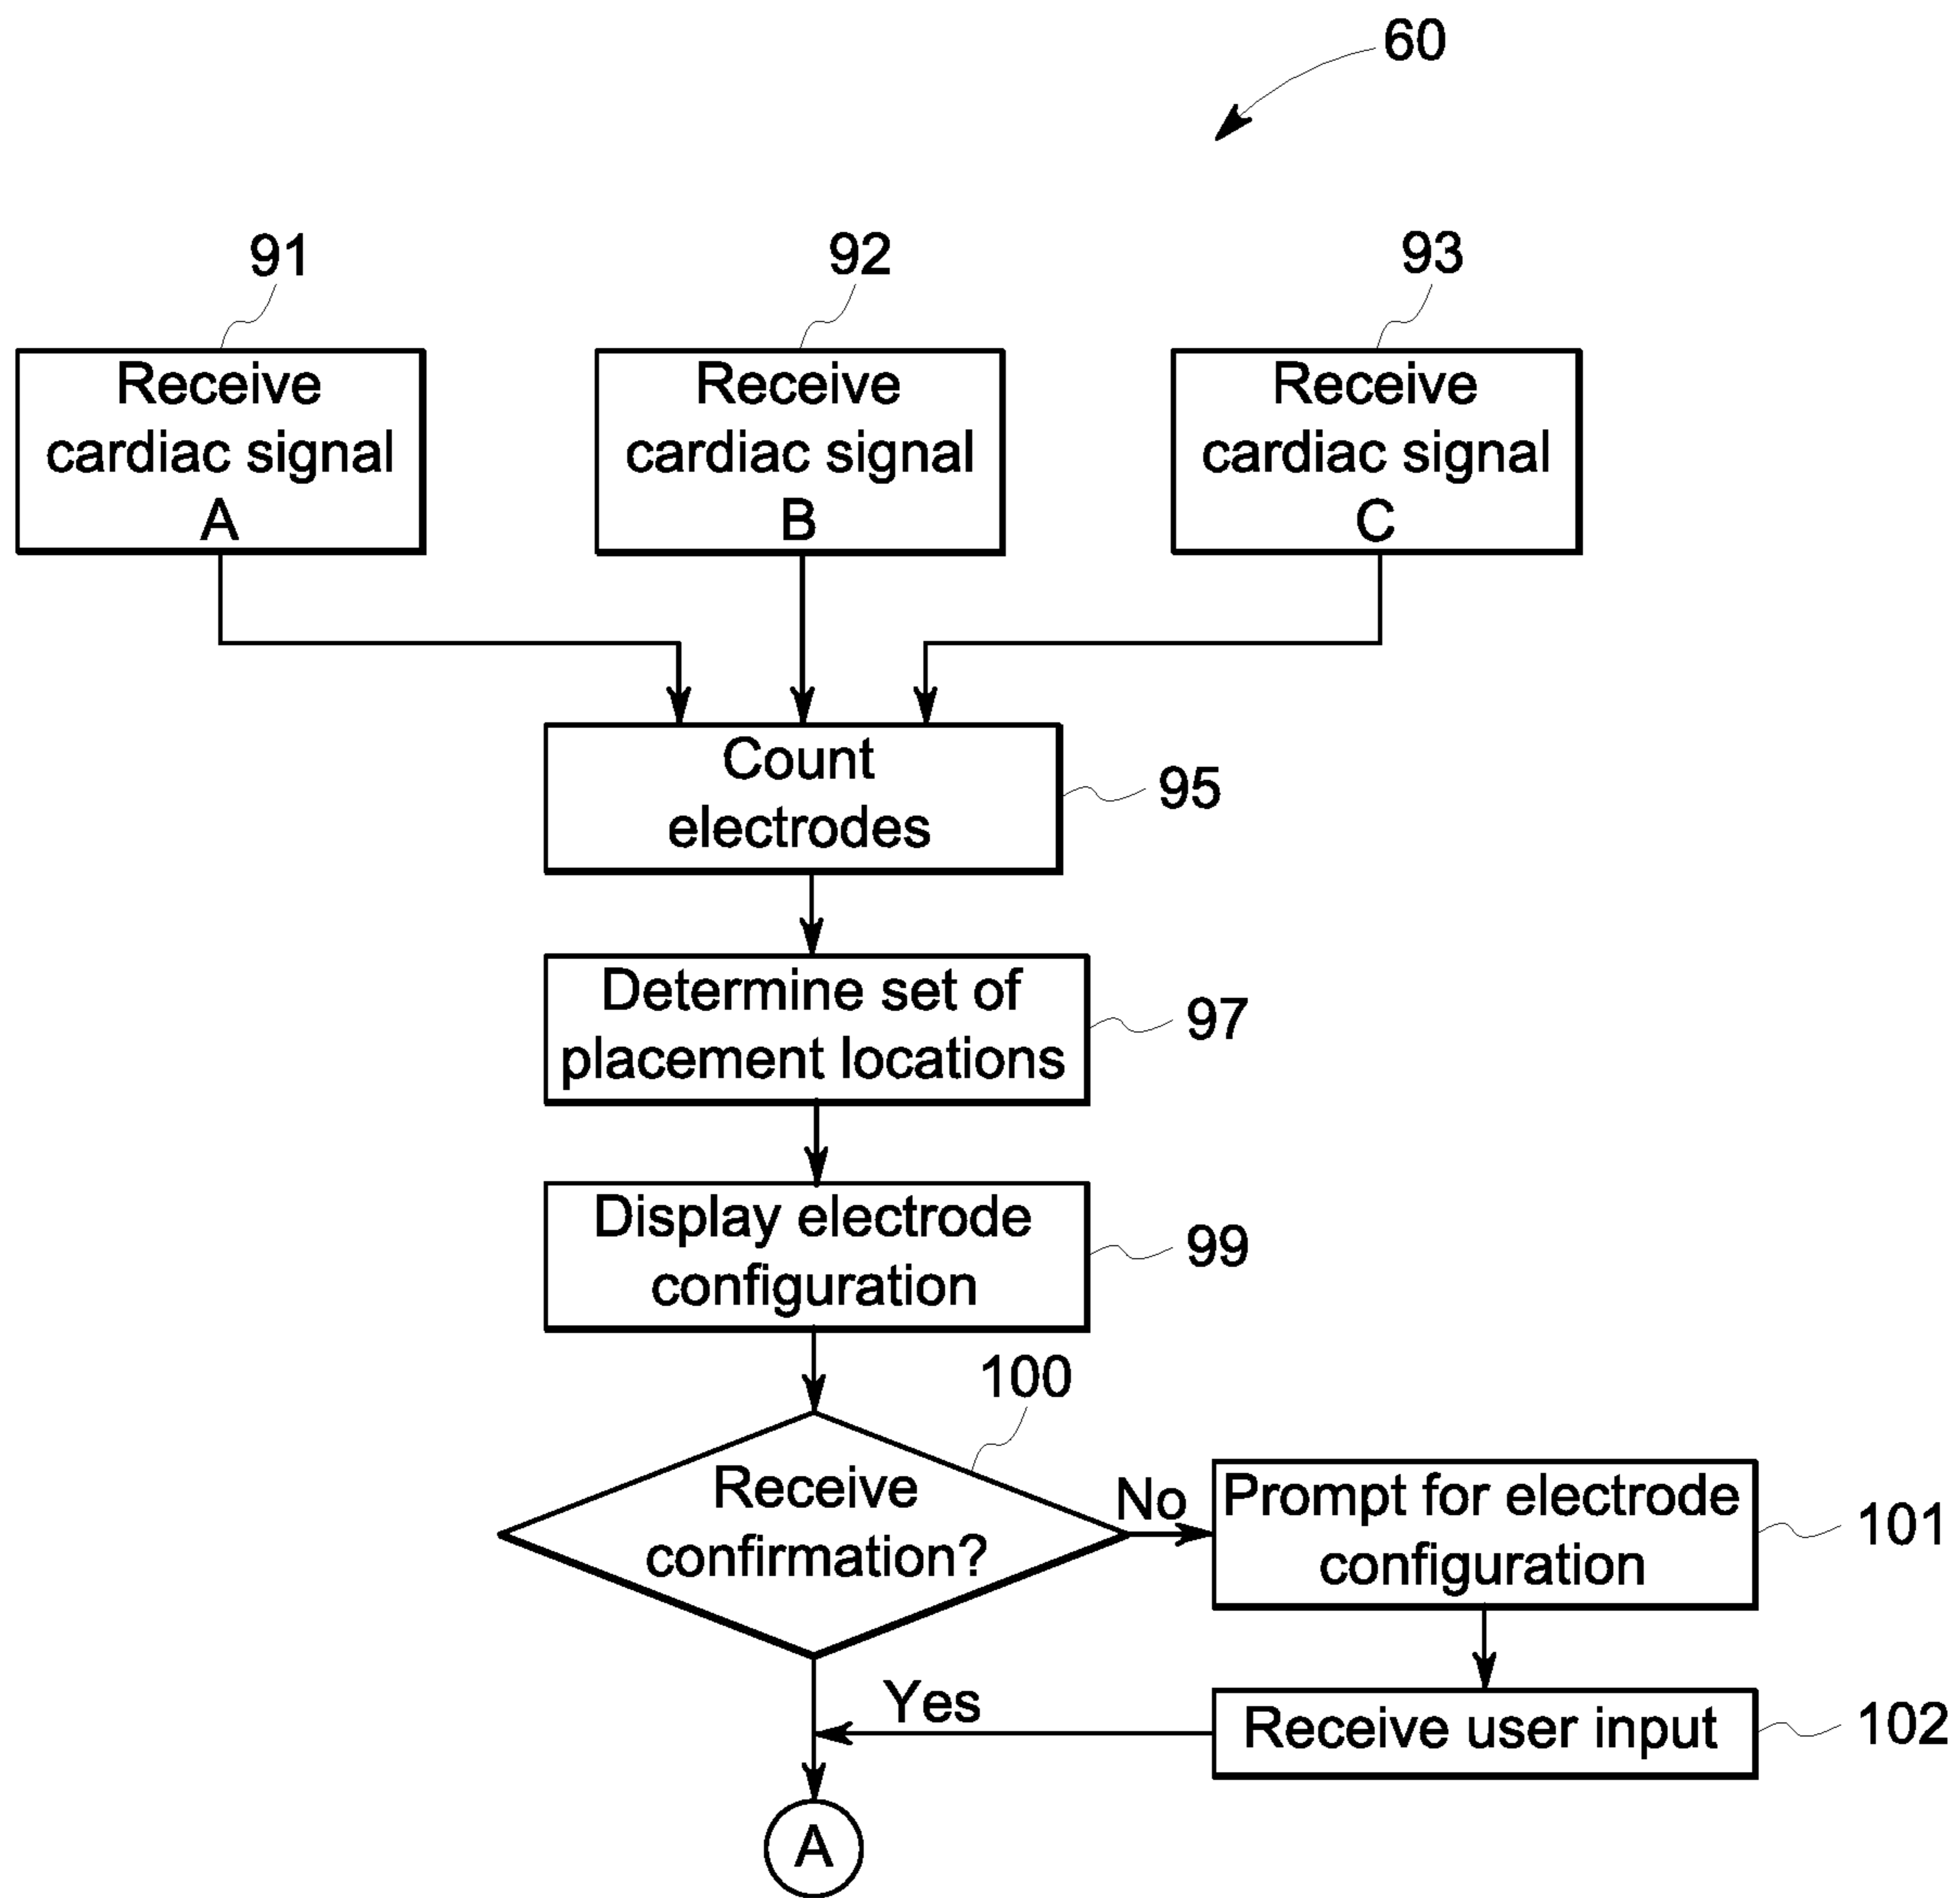 60
91
92
93
Receive
cardiac signal
A
Receive
cardiac signal
B
Receive
cardiac signal
C
Count
electrodes
95
Determine set of
placement locations
97
Display electrode
configuration
99
100
Receive
confirmation?
No
Prompt for electrode
configuration
101
Yes
Receive user input
102
A